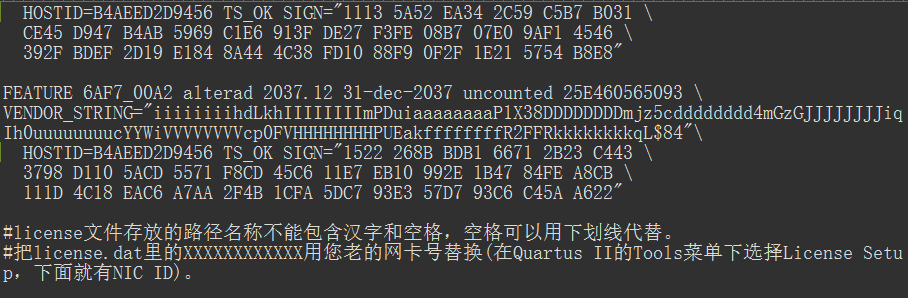 HOSTID=B4AEED2D9456 TS_OK SIGN="1113 5A52 EA34 2C59 C5B7 B031 \
CE45 D947 B4AB 5969 C1E6 913F DE27 F3FE 08B7 07E0 9AF1 4546 \
392F BDEF 2D19 E184 8A44 4C38 FD10 88F9 0F2F 1E21 5754 B8E8"
FEATURE 6AF7_00A2 alterad 2037.12 31-dec-2037 uncounted 25E460565093 \
VENDOR_STRING="iiiiiiiihdLkhIIIIIIIImPDuiaaaaaaaaP1X38DDDDDDDDmjz5cdddddddd4mGzGJJJJJJJJiq
IhOuuuuuuuucYYWiVVVVVVVVcp0FVHHHHHHHHPUEakffffffffR2FFRkkkkkkkkqL$84"\
HOSTID=B4AEED2D9456 TS_OK SIGN="1522 268B BDB1 6671 2B23 C443 \
3798 D110 5ACD 5571 F8CD 45C6 11E7 EB10 992E 1B47 84FE A8CB \
111D 4C18 EAC6 A7AA 2F4B 1CFA 5DC7 93E3 57D7 93C6 C45A A622"
#license文件存放的路径名称不能包含汉字和空格，空格可以用下划线代替。
#把license.dat里的XXXXXXXXXXXX用您老的网卡号替换(在Quartus II的Tools菜单下选择License Setu
p，下面就有NIC ID)。